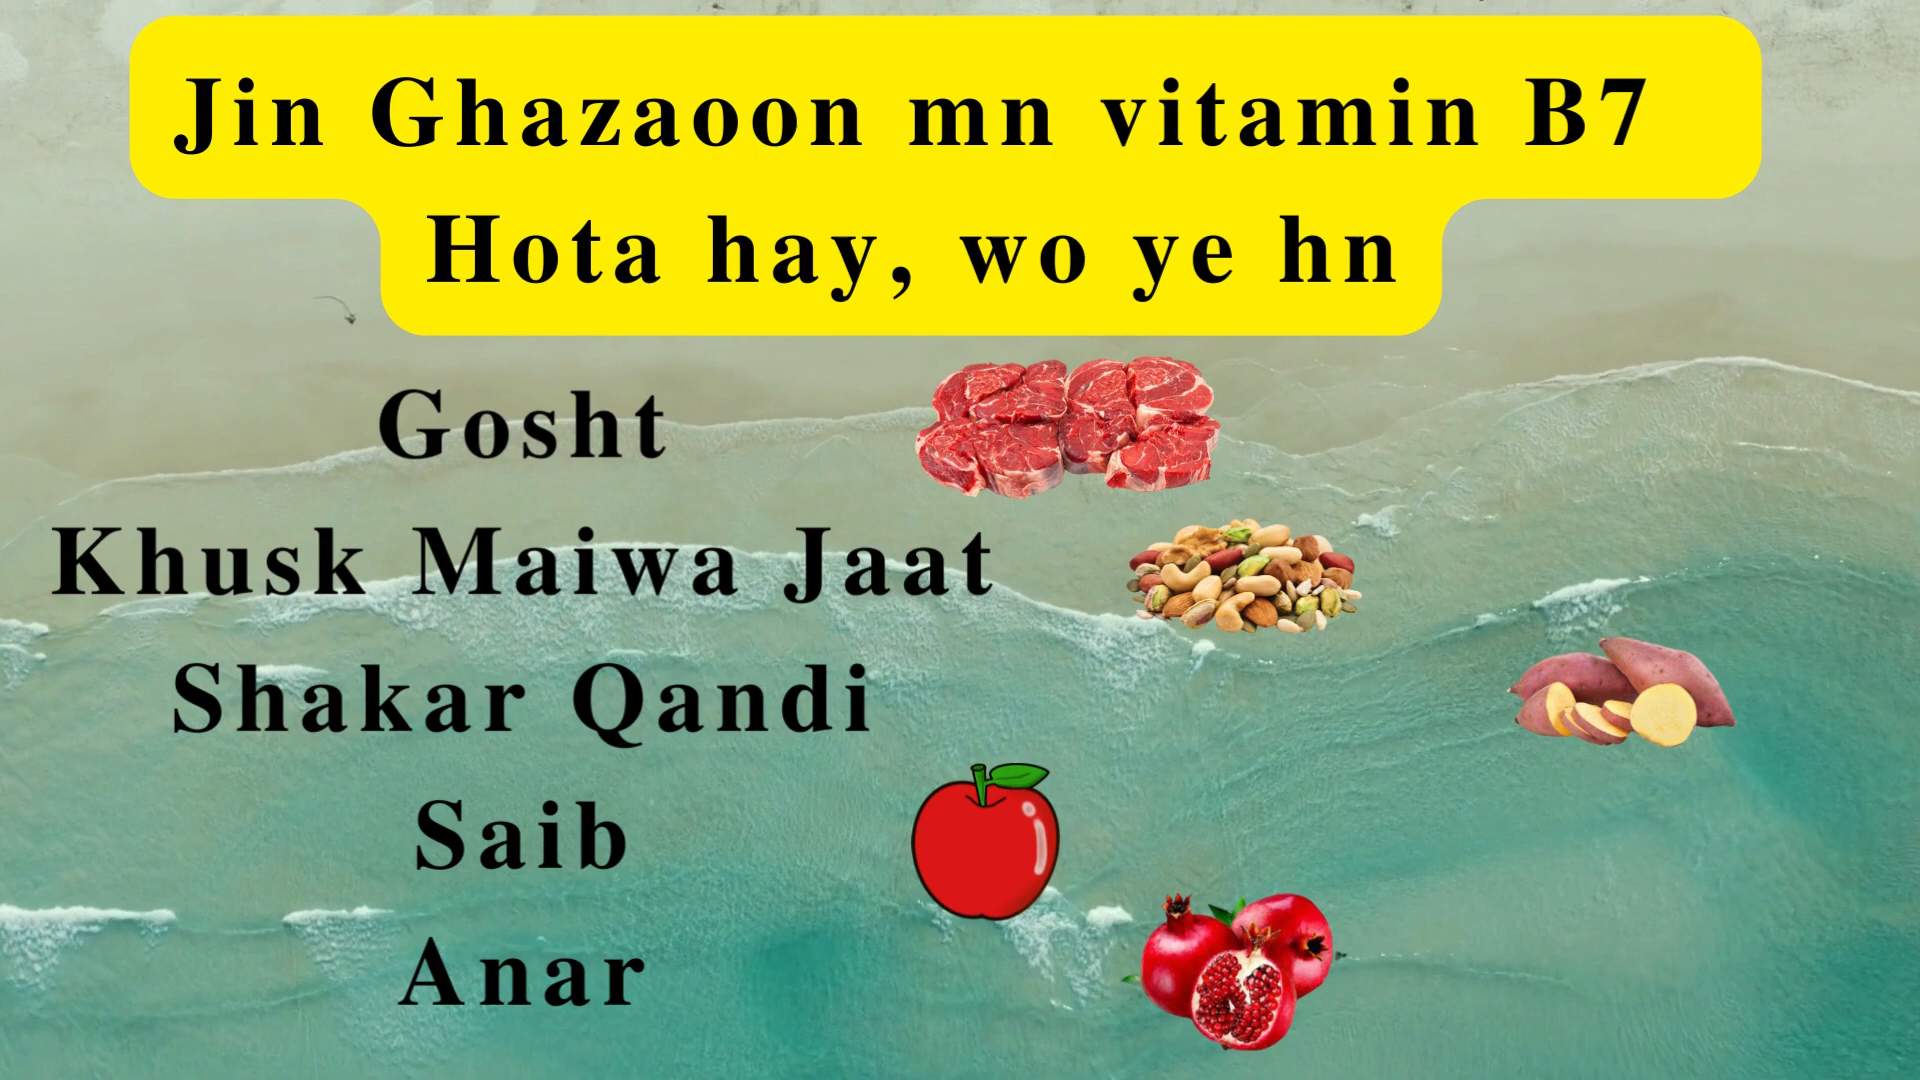 Jin Ghazaoon mn vitamin B7
Hota hay, wo ye hn
Gosht
Khusk Maiwa Jaat
Shakar Qandi
Saib
Anar